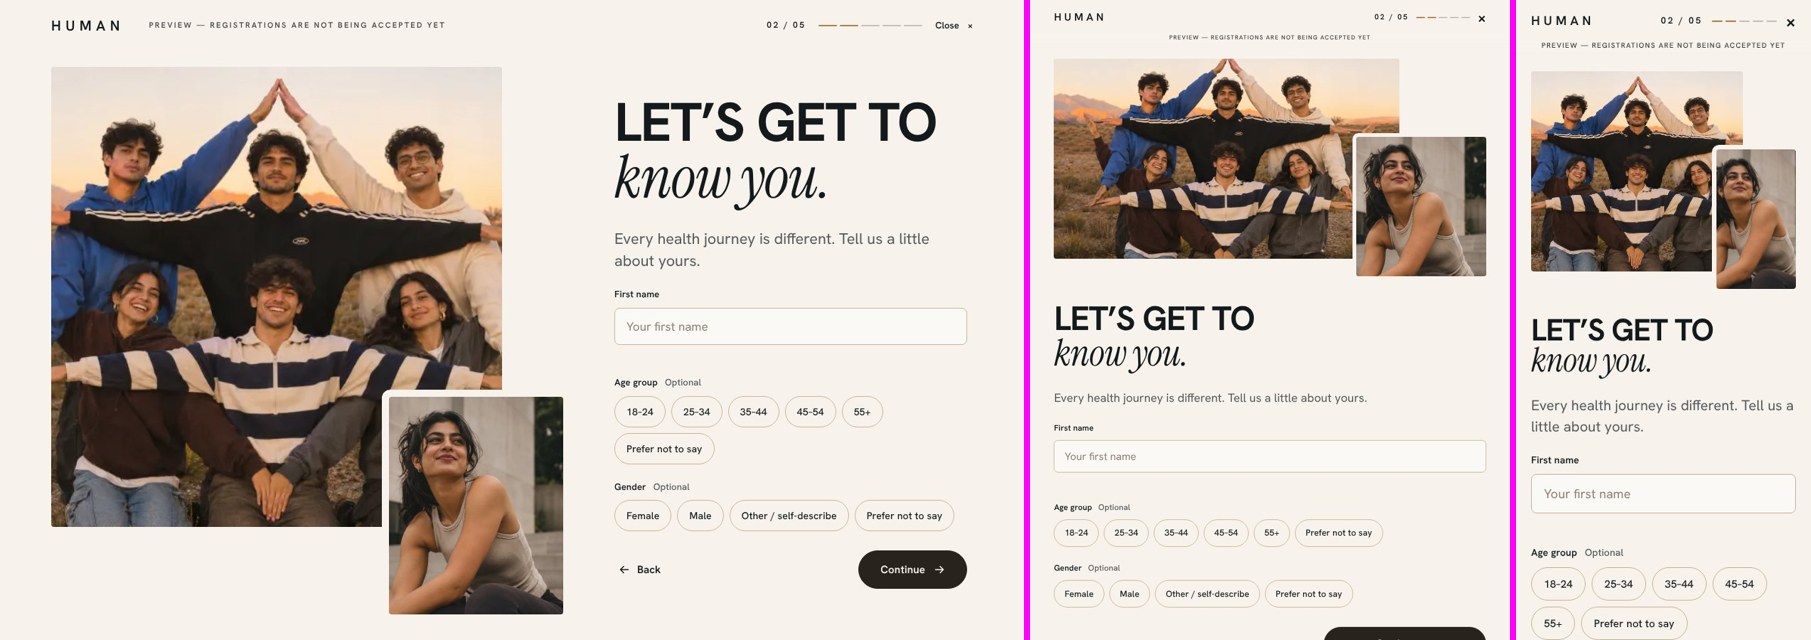 HUMAN
PREVIEW — REGISTRATIONS ARE NOT BEING ACCEPTED YET
02 / 05
Close ×
LET’S GET TO
know you.
Every health journey is different. Tell us a little
about yours.
First name
Your first name
Age group Optional
18–24 25–34 35–44 45–54 55+
Prefer not to say
Gender Optional
Female Male Other / self-describe Prefer not to say
← Back
Continue →
HUMAN
02 / 05 ×
PREVIEW — REGISTRATIONS ARE NOT BEING ACCEPTED YET
LET’S GET TO
know you.
Every health journey is different. Tell us a little about yours.
First name
Your first name
Age group Optional
18–24 25–34 35–44 45–54 55+ Prefer not to say
Gender Optional
Female Male Other / self-describe Prefer not to say
HUMAN
02 / 05 ×
PREVIEW — REGISTRATIONS ARE NOT BEING ACCEPTED YET
LET’S GET TO
know you.
Every health journey is different. Tell us a
little about yours.
First name
Your first name
Age group Optional
18–24 25–34 35–44 45–54
55+ Prefer not to say